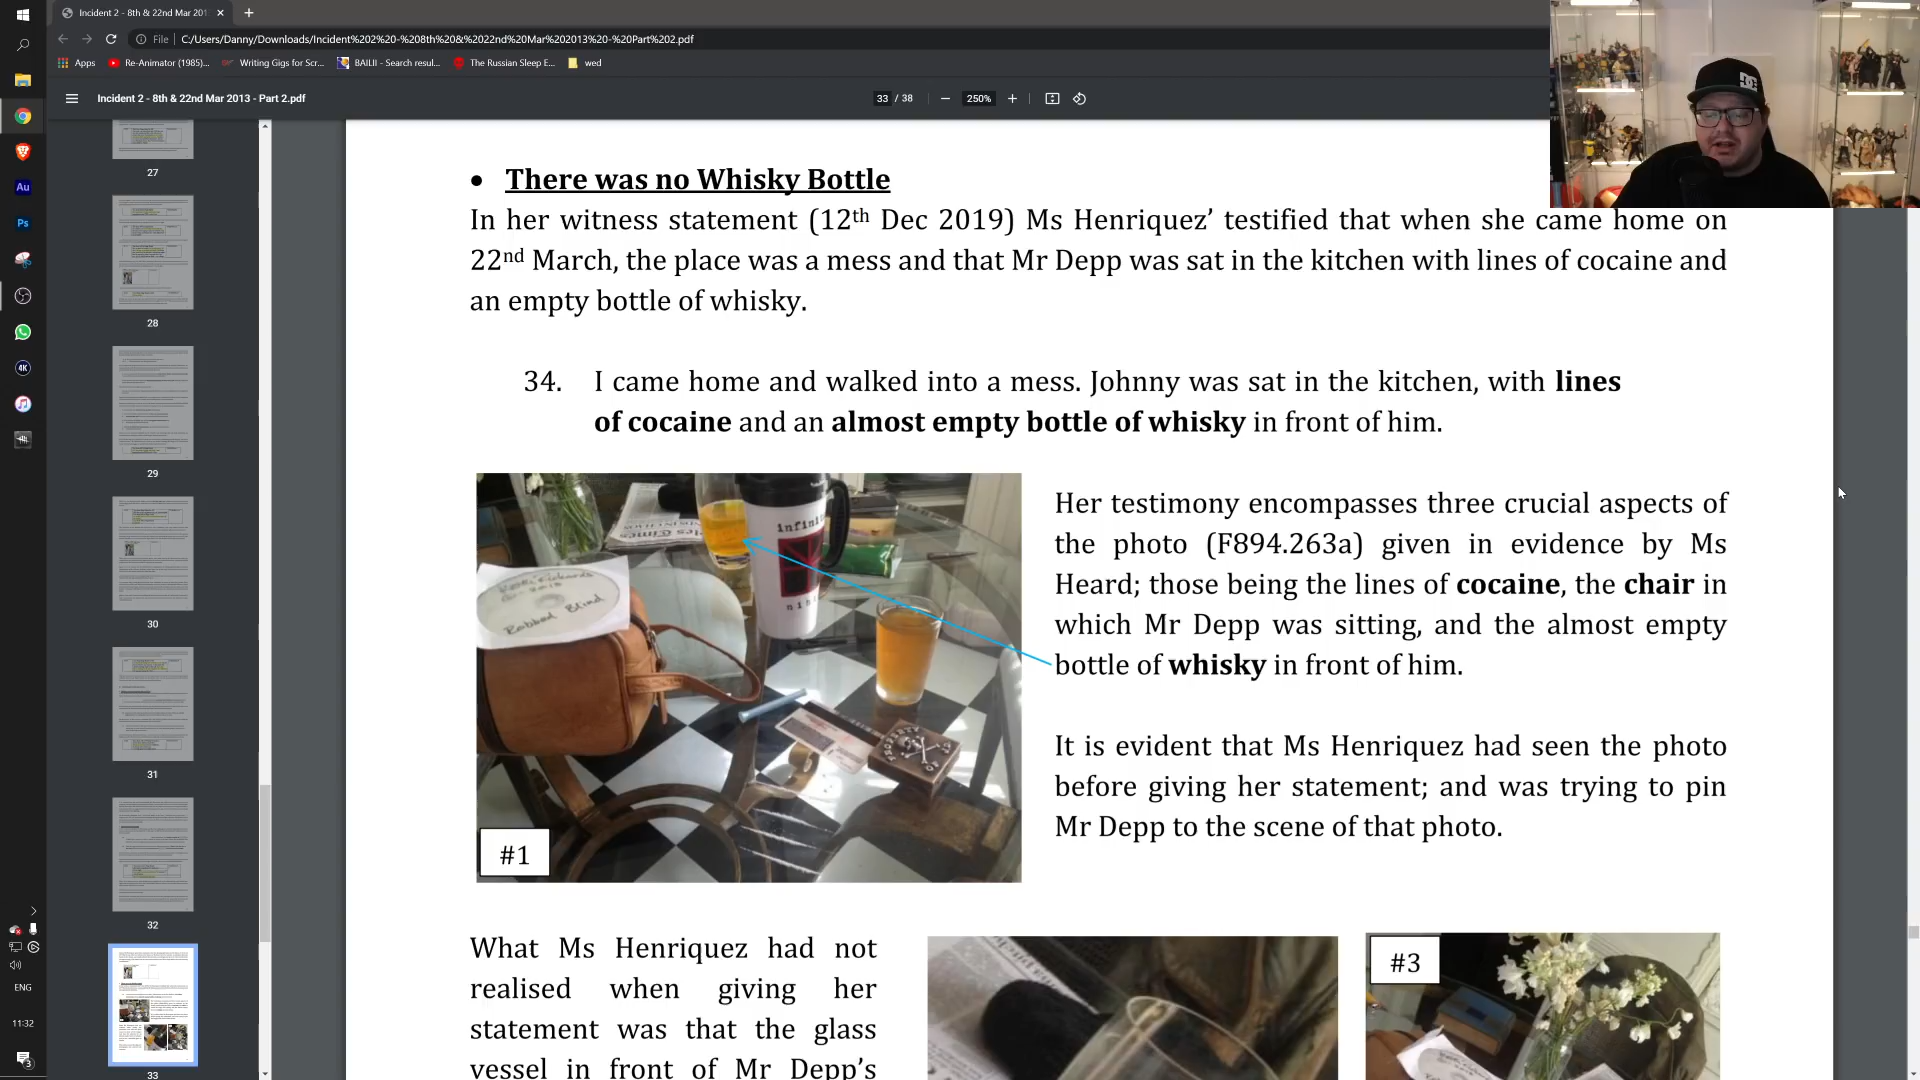 Incident 2 - 8th & 22nd Mar 201
File
C:/Users/Danny/Downloads/Incident%202%20-%208th%20&%2022nd%20Mar%202013%20-%20Part%202.pdf
Apps
Re-Animator (1985)...
Writing Gigs for Scr...
BAILII - Search resul...
The Russian Sleep E...
wed
Incident 2 - 8th & 22nd Mar 2013 - Part 2.pdf
33 / 38
250%
27
28
29
30
31
32
33
Au
Ps
4K
ENG
11:32
3
• There was no Whisky Bottle
In her witness statement (12th Dec 2019) Ms Henriquez’ testified that when she came home on
22nd March, the place was a mess and that Mr Depp was sat in the kitchen with lines of cocaine and
an empty bottle of whisky.
34. I came home and walked into a mess. Johnny was sat in the kitchen, with lines
of cocaine and an almost empty bottle of whisky in front of him.
infinit
Robbed Blind
PROPERTY OF
#1
Her testimony encompasses three crucial aspects of
the photo (F894.263a) given in evidence by Ms
Heard; those being the lines of cocaine, the chair in
which Mr Depp was sitting, and the almost empty
bottle of whisky in front of him.
It is evident that Ms Henriquez had seen the photo
before giving her statement; and was trying to pin
Mr Depp to the scene of that photo.
What Ms Henriquez had not
realised when giving her
statement was that the glass
vessel in front of Mr Depp’s
#3